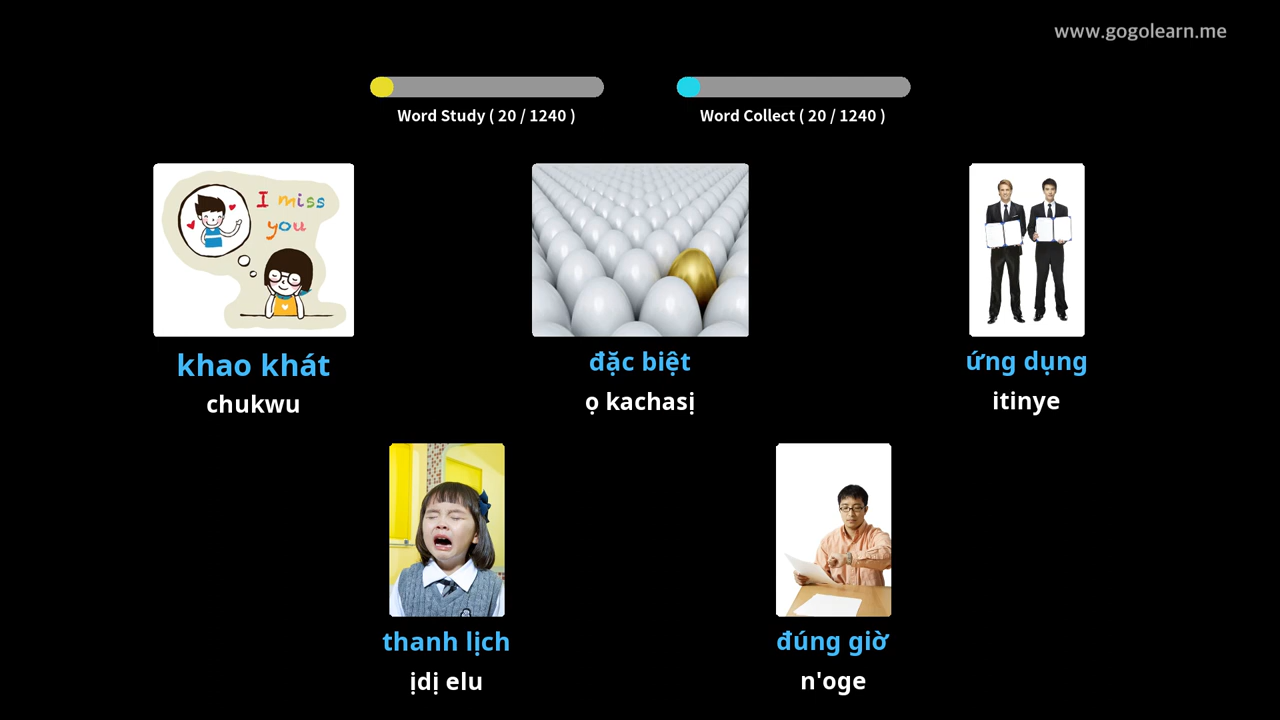 www.gogolearn.me
Word Study ( 20 / 1240 )
Word Collect ( 20 / 1240 )
I miss
you
khao khát
chukwu
đặc biệt
ọ kachasị
ứng dụng
itinye
thanh lịch
ịdị elu
đúng giờ
n'oge